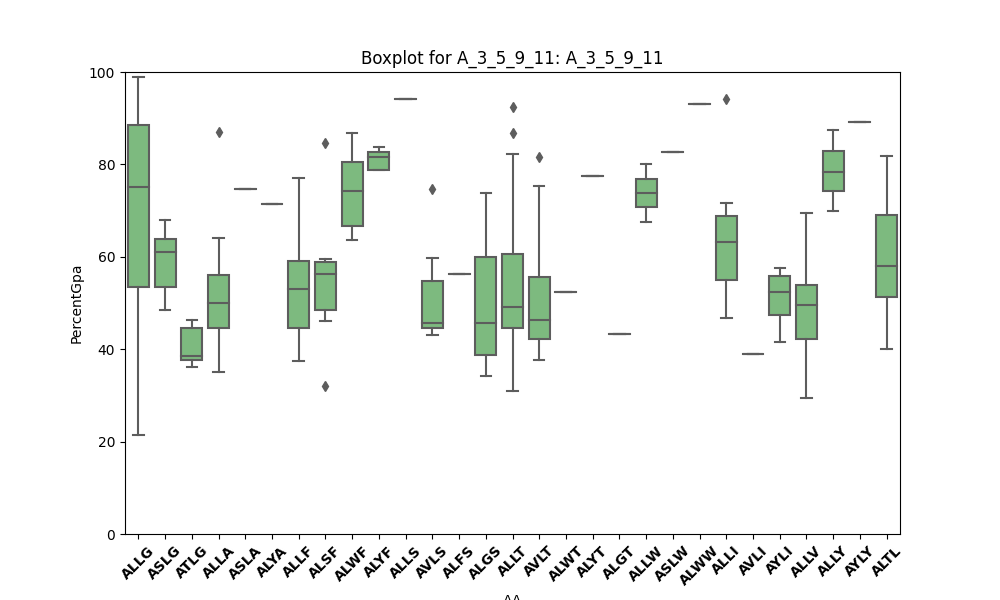 Boxplot for A_3_5_9_11: A_3_5_9_11
100
80
60
40
20
0
PercentGpa
ALLG
ASLG
ATLG
ALLA
ASLA
ALYA
ALLF
ALSF
ALWF
ALYF
ALLS
AVLS
ALFS
ALGS
ALLT
AVLT
ALWT
ALYT
ALGT
ALLW
ASLW
ALWW
ALLI
AVLI
AYLI
ALLV
ALLY
AYLY
ALTL
AA